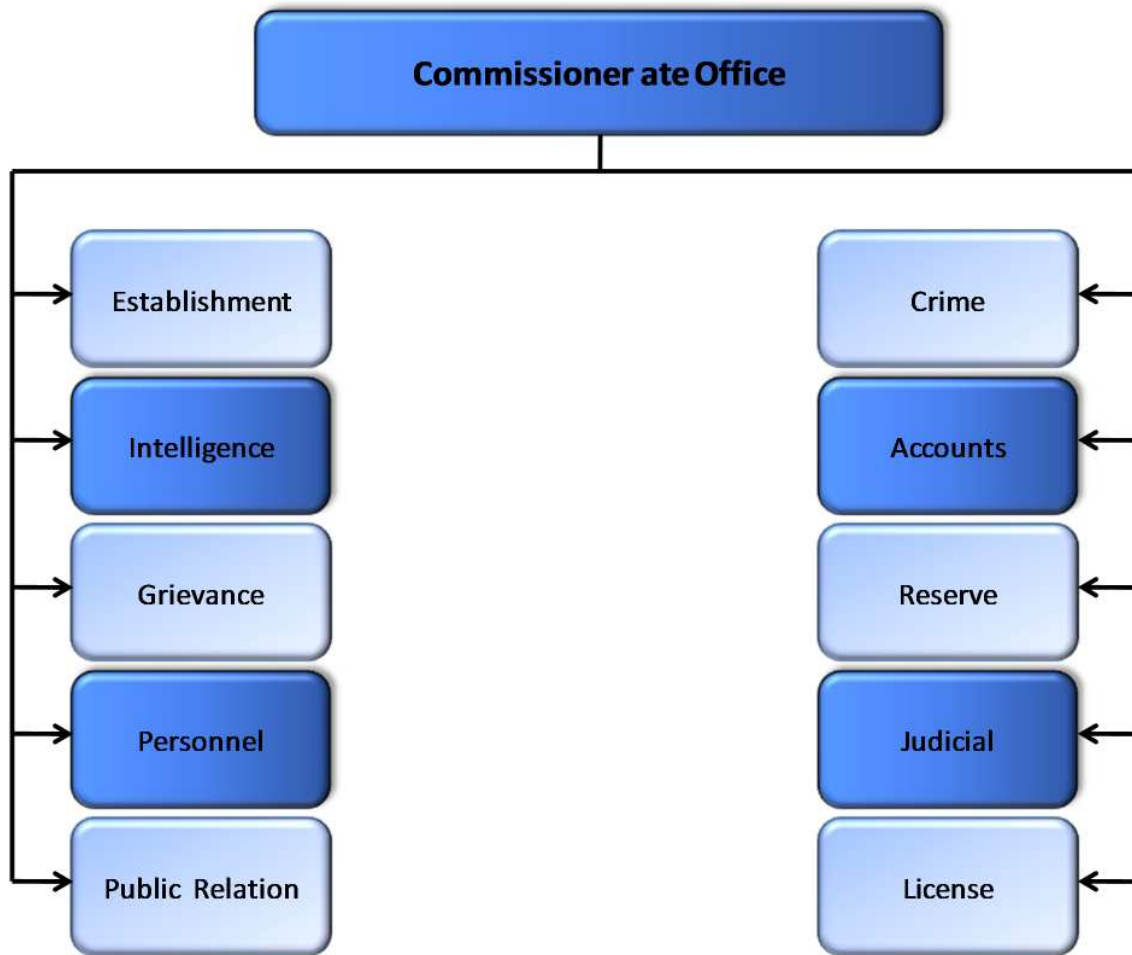 Commissioner ate Office
Establishment
Intelligence
Grievance
Personnel
Public Relation
Crime
Accounts
Reserve
Judicial
License